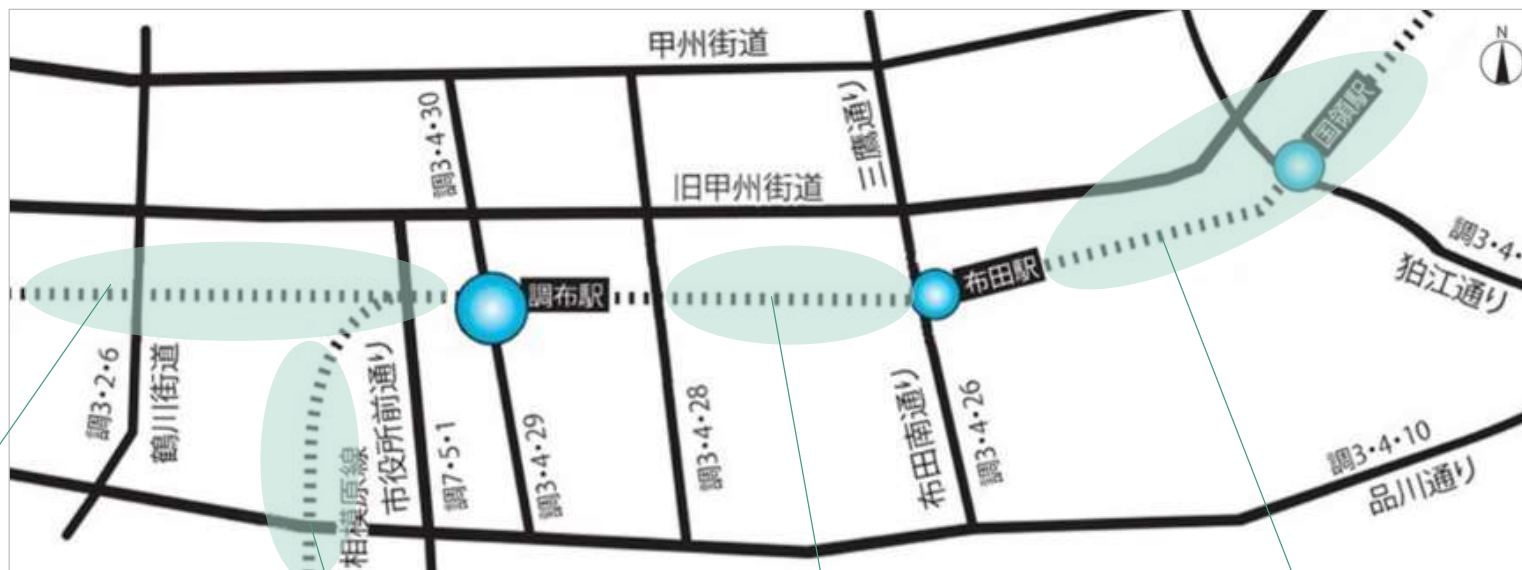 甲州街道
N
国領駅
調3・4・30
三鷹通り
旧甲州街道
調3・4・
狛江通り
布田駅
調布駅
調3・2・6
鶴川街道
相模原線
市役所前通り
調7・5・1
調3・4・29
調3・4・28
布田南通り
調3・4・26
調3・4・10
品川通り